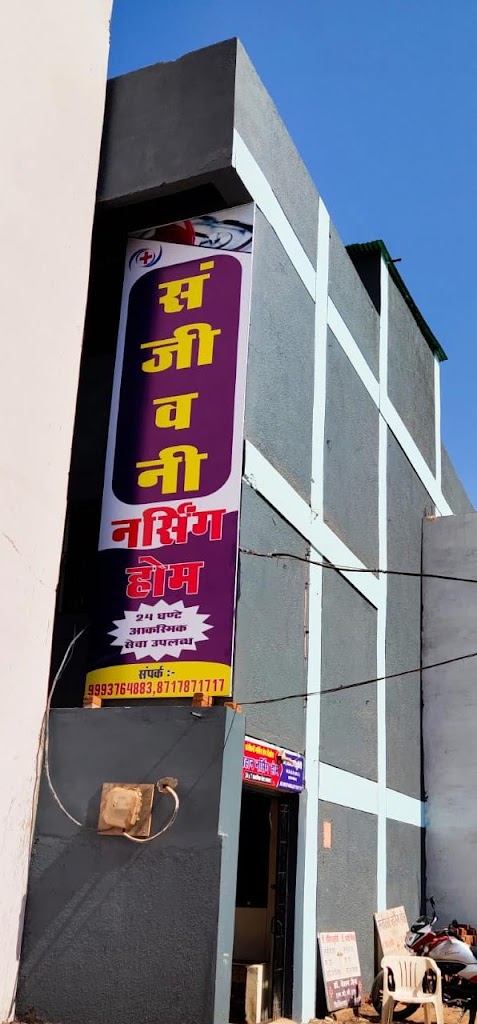 सं
जी
व
नी
नर्सिंग
होम
24 घण्टे
आकस्मिक
सेवा उपलब्ध
संपर्क :-
9993764883,8717871717